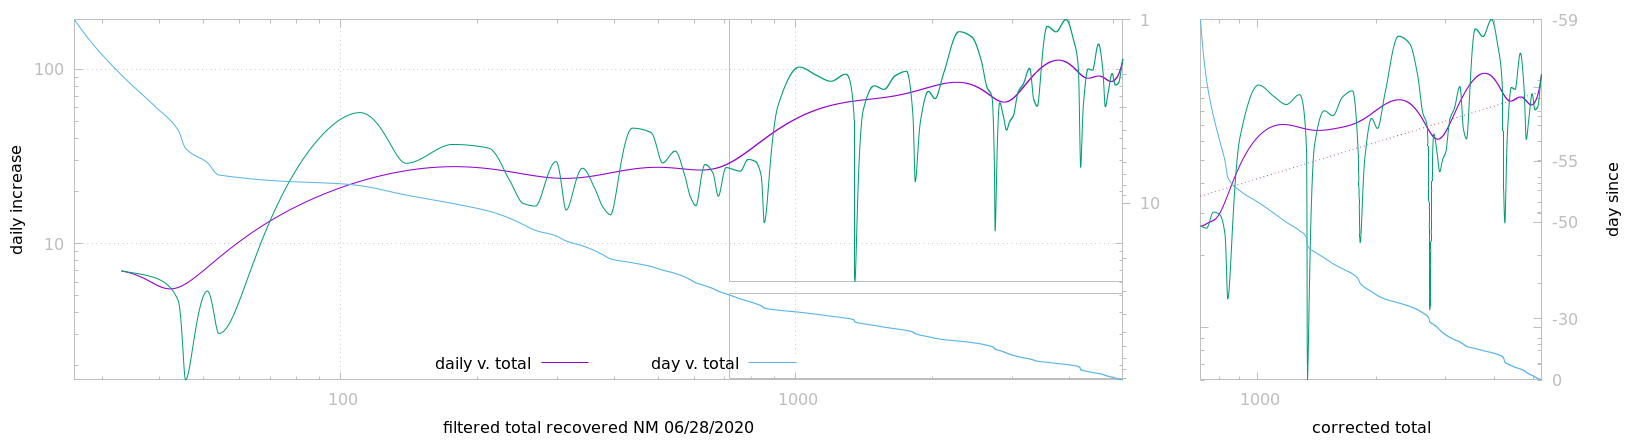 daily increase
100
10
100
1000
filtered total recovered NM 06/28/2020
daily v. total
day v. total
1
10
1000
corrected total
-59
-55
-50
-30
0
day since